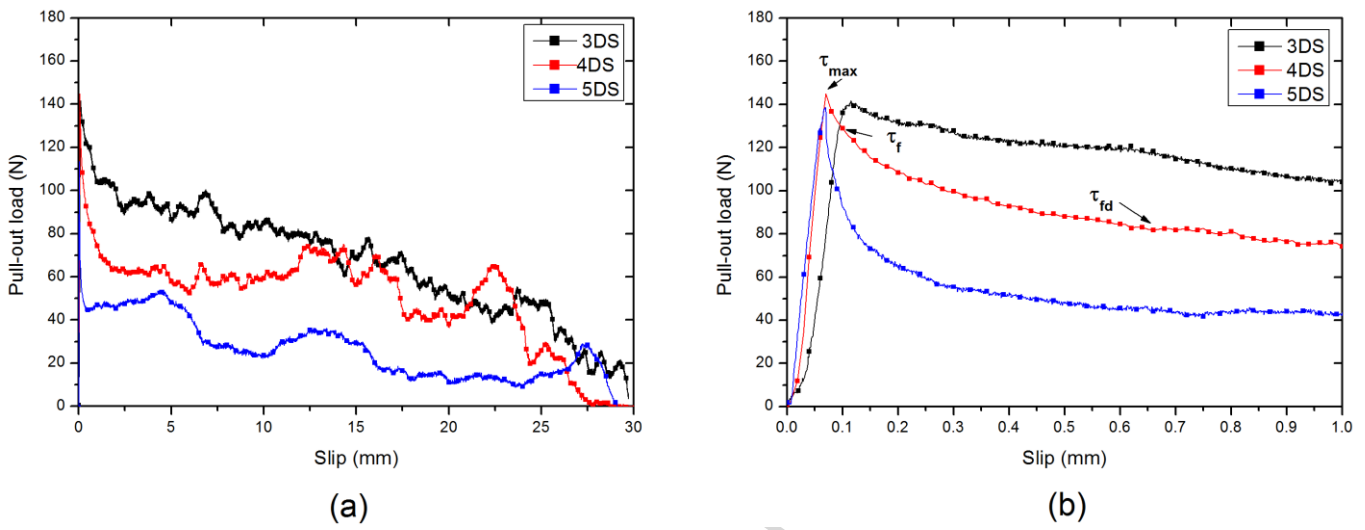 180
160
140
120
100
80
60
40
20
0
Pull-out load (N)
3DS
4DS
5DS
0 5 10 15 20 25 30
Slip (mm)
(a)
180
160
140
120
100
80
60
40
20
0
Pull-out load (N)
3DS
4DS
5DS
τmax
τf
τfd
0.0 0.1 0.2 0.3 0.4 0.5 0.6 0.7 0.8 0.9 1.0
Slip (mm)
(b)